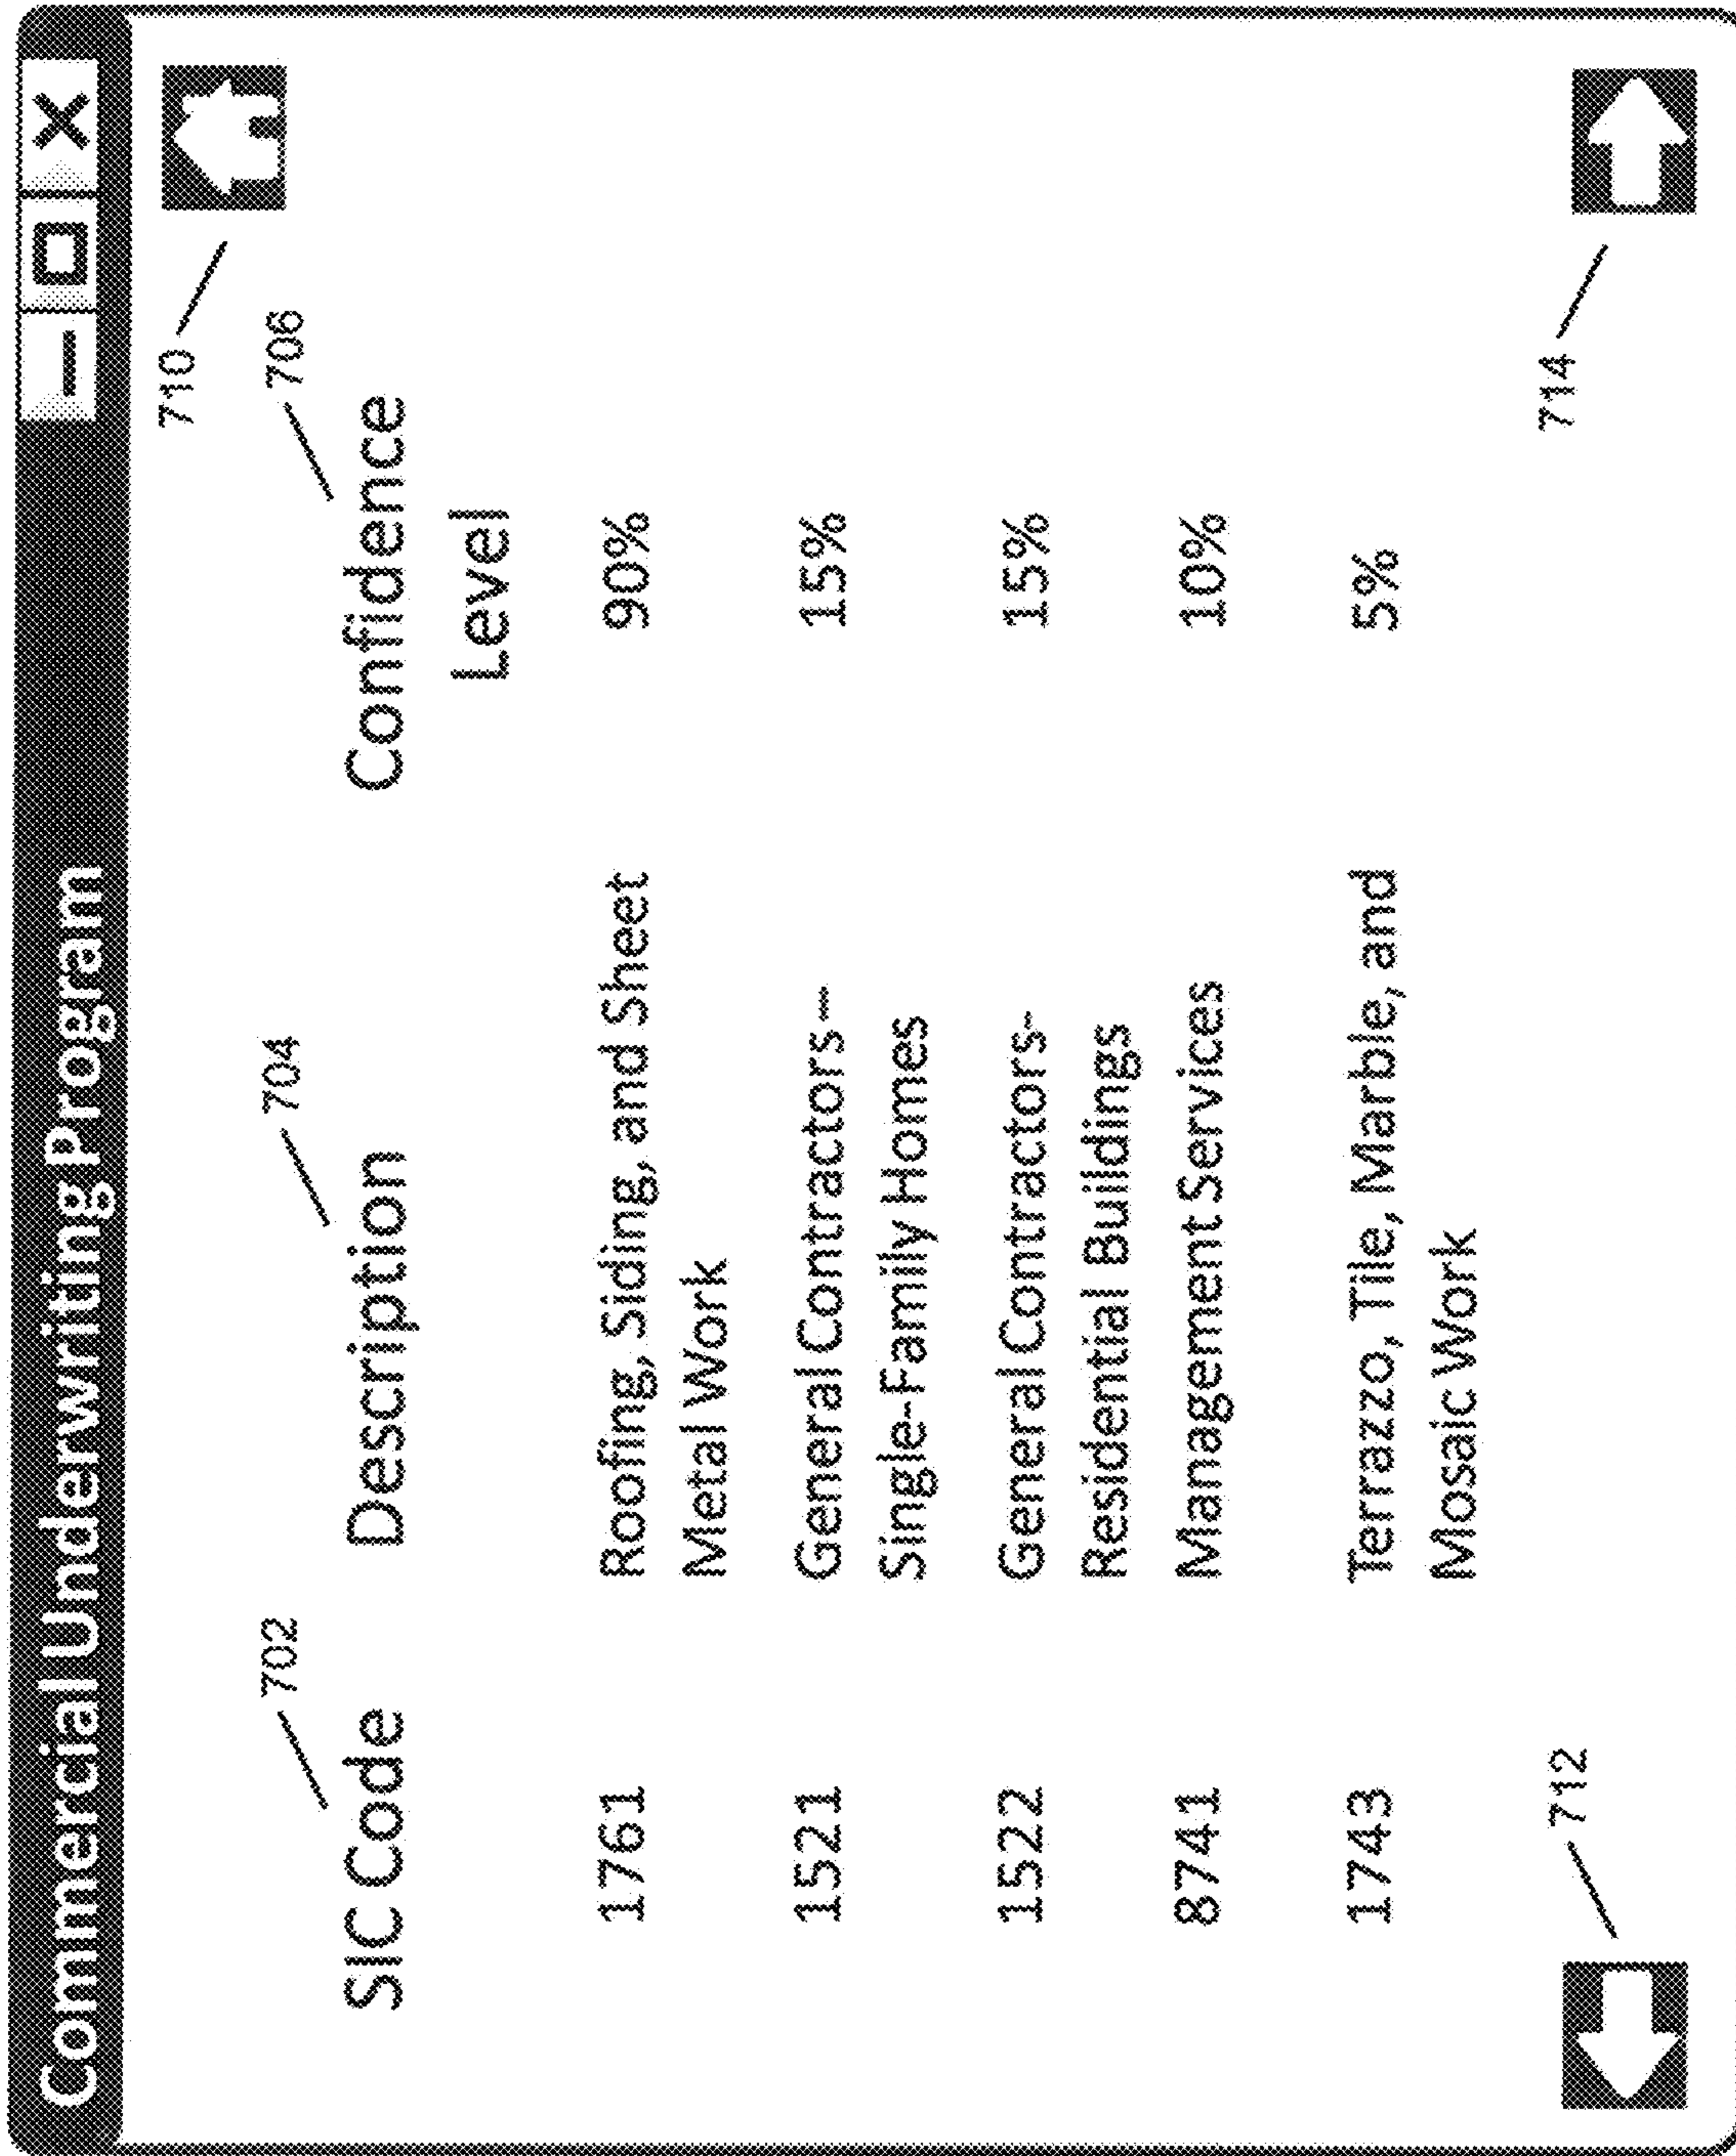 Commercial Underwriting Program
710
702
704
706
SIC Code Description Confidence
Level
1761 Roofing, Siding, and Sheet 90%
Metal Work
1521 General Contractors— 15%
Single-Family Homes
1522 General Contractors- 15%
Residential Buildings
8741 Management Services 10%
1743 Terrazzo, Tile, Marble, and 5%
Mosaic Work
712
714